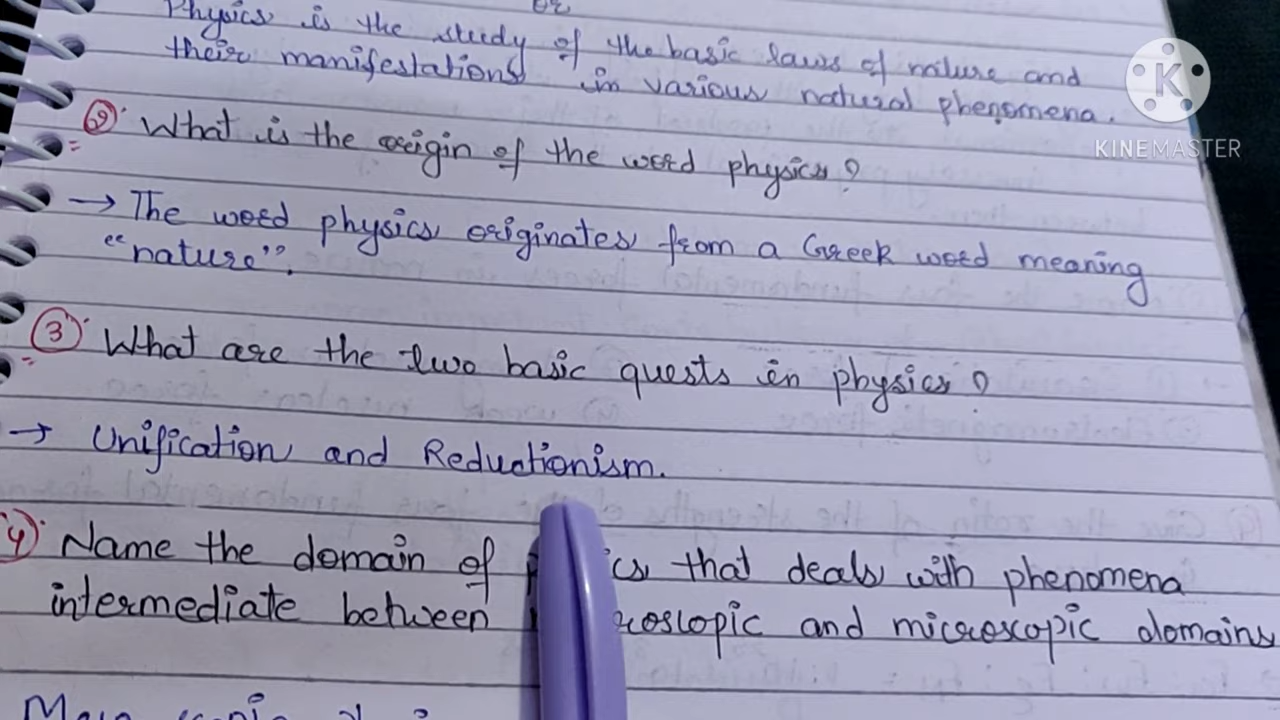 Or
Physics is the study of the basic laws of nature and
their manifestations in various natural phenomena.
2) What is the origin of the word physics?
→ The word physics originates from a Greek word meaning
"nature".
3) What are the two basic quests in physics?
→ Unification and Reductionism.
4) Name the domain of that deals with phenomena
intermediate between and microscopic domains
K
KINEMASTER